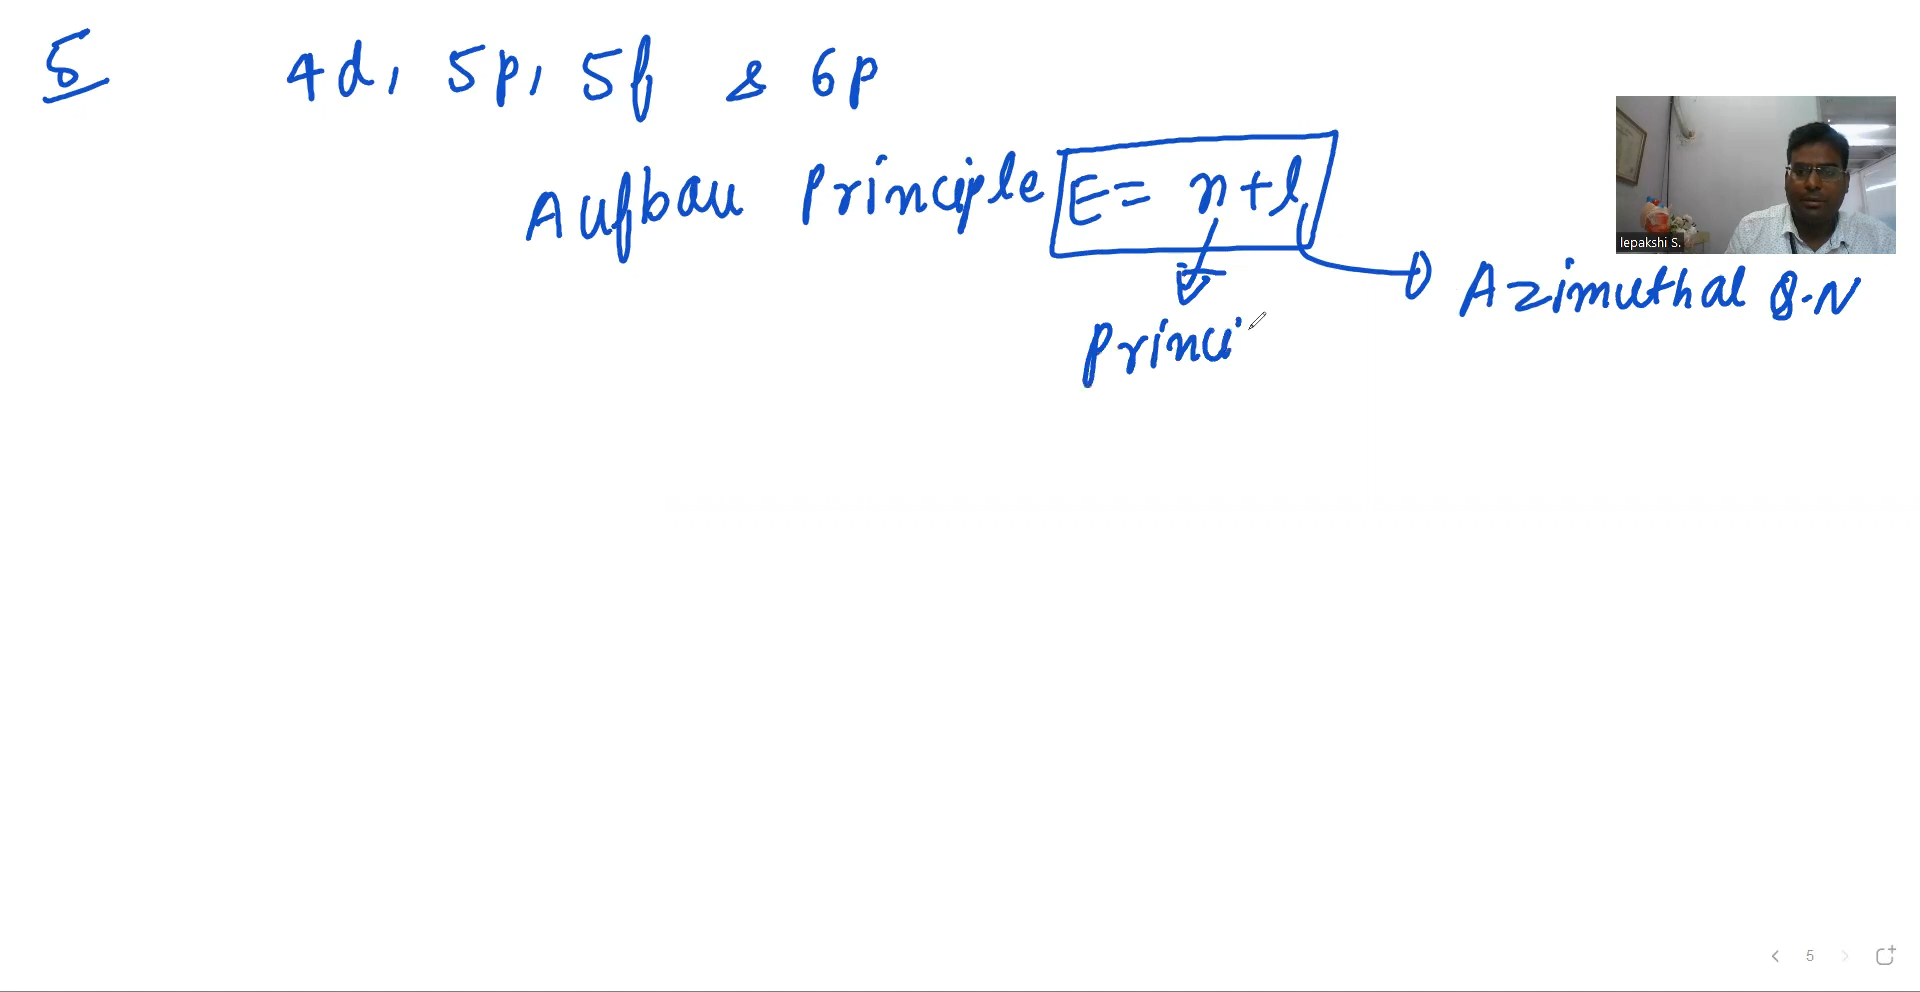 5 4d, 5p, 5f & 6p
Aufbau Principle E = n+l
lepakshi S.
Azimuthal Q.N
Princi
5